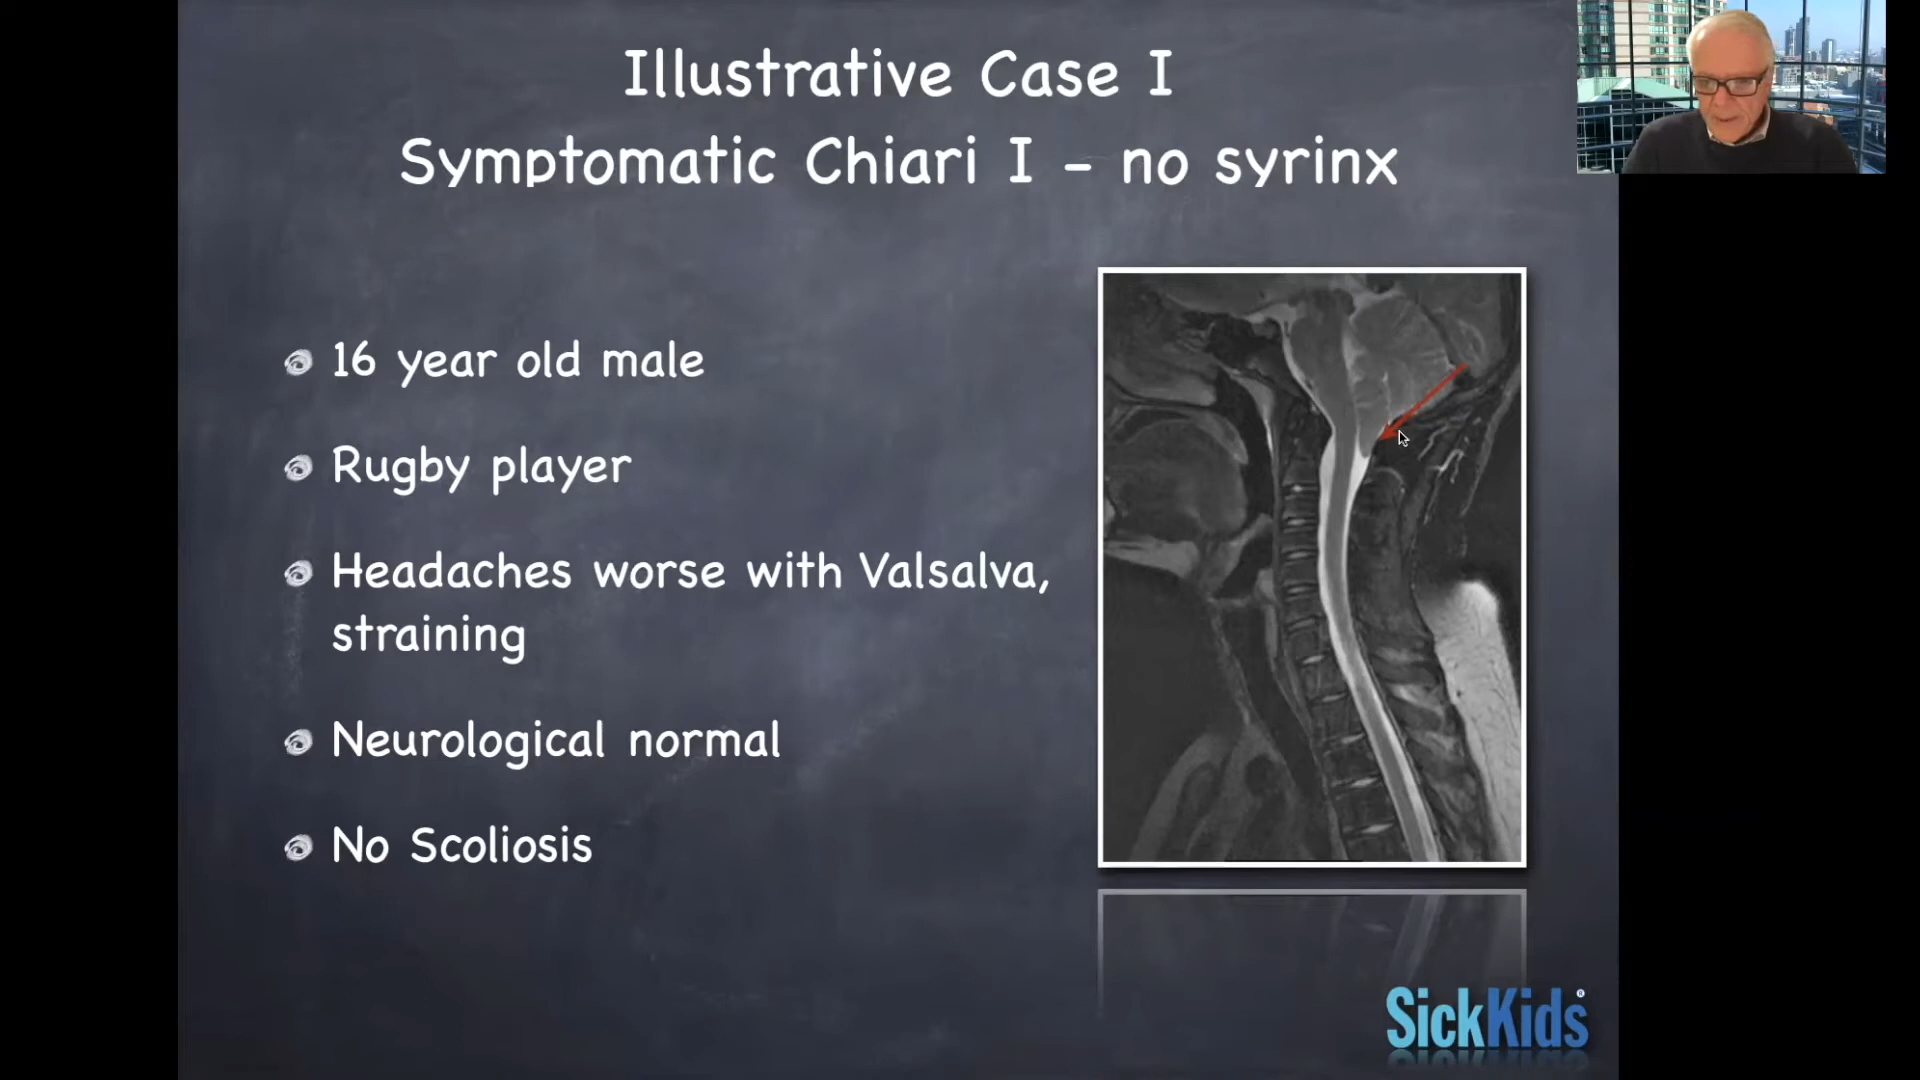 Illustrative Case I
Symptomatic Chiari I - no syrinx
16 year old male
Rugby player
Headaches worse with Valsalva,
straining
Neurological normal
No Scoliosis
SickKids®